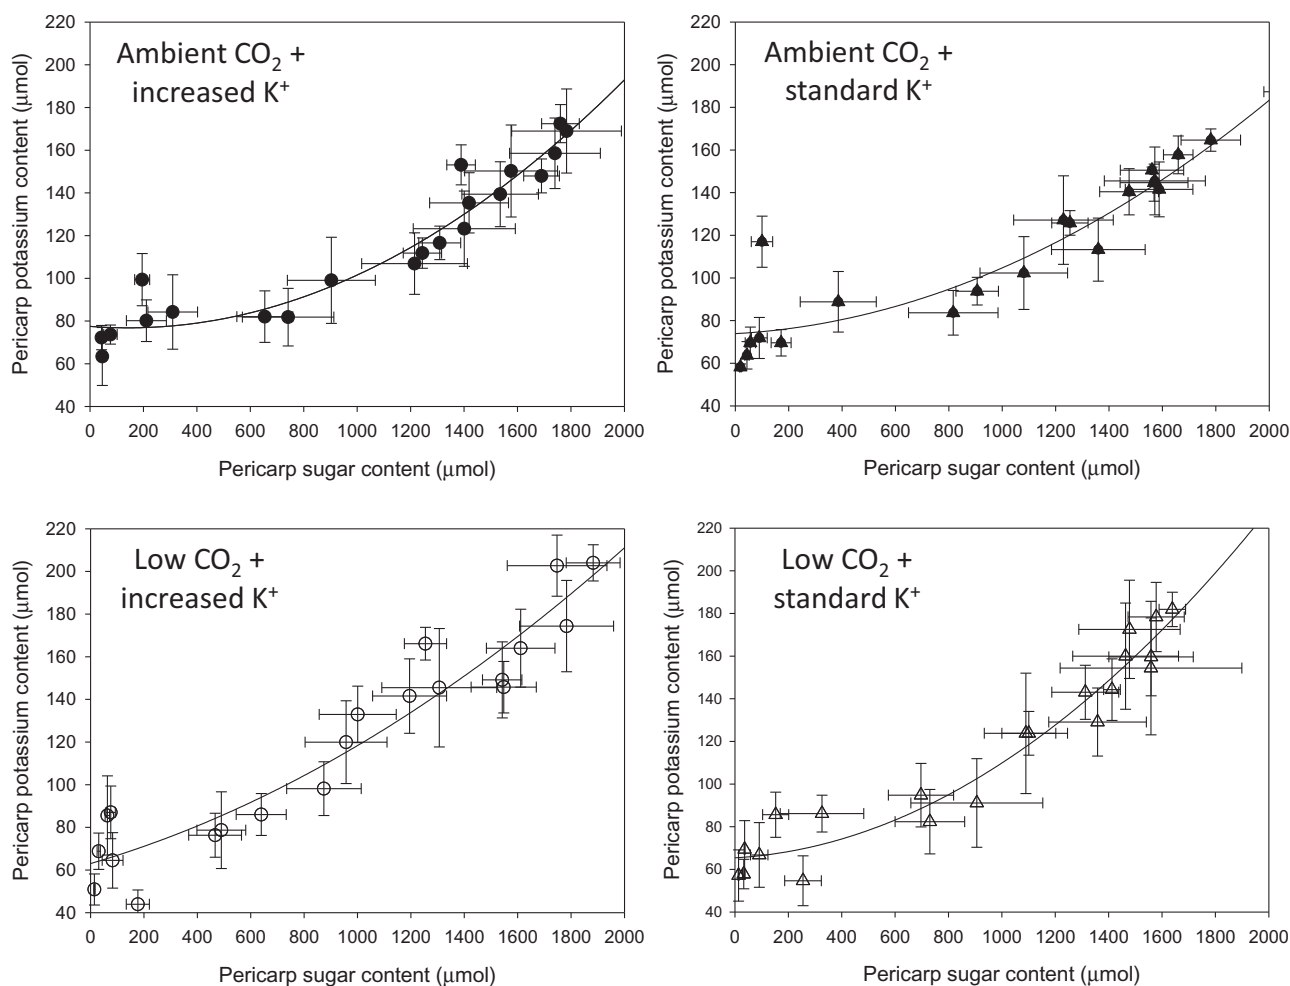 Ambient CO₂ +
increased K⁺
Pericarp potassium content (μmol)
220
200
180
160
140
120
100
80
60
40
0 200 400 600 800 1000 1200 1400 1600 1800 2000
Pericarp sugar content (μmol)
Ambient CO₂ +
standard K⁺
Pericarp potassium content (μmol)
220
200
180
160
140
120
100
80
60
40
0 200 400 600 800 1000 1200 1400 1600 1800 2000
Pericarp sugar content (μmol)
Low CO₂ +
increased K⁺
Pericarp potassium content (μmol)
220
200
180
160
140
120
100
80
60
40
0 200 400 600 800 1000 1200 1400 1600 1800 2000
Pericarp sugar content (μmol)
Low CO₂ +
standard K⁺
Pericarp potassium content (μmol)
220
200
180
160
140
120
100
80
60
40
0 200 400 600 800 1000 1200 1400 1600 1800 2000
Pericarp sugar content (μmol)